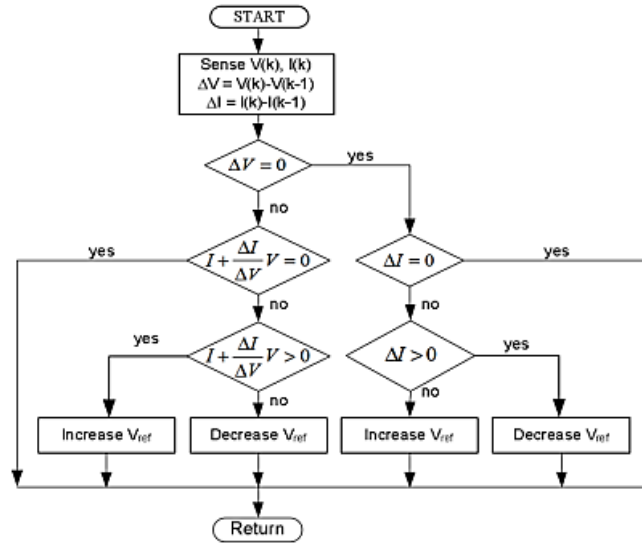 START
Sense V(k), I(k)
ΔV = V(k)-V(k-1)
ΔI = I(k)-I(k-1)
ΔV = 0
yes
no
yes
I + ΔI/ΔV V = 0
ΔI = 0
yes
no
no
yes
I + ΔI/ΔV V > 0
ΔI > 0
yes
no
no
Increase Vref
Decrease Vref
Increase Vref
Decrease Vref
Return